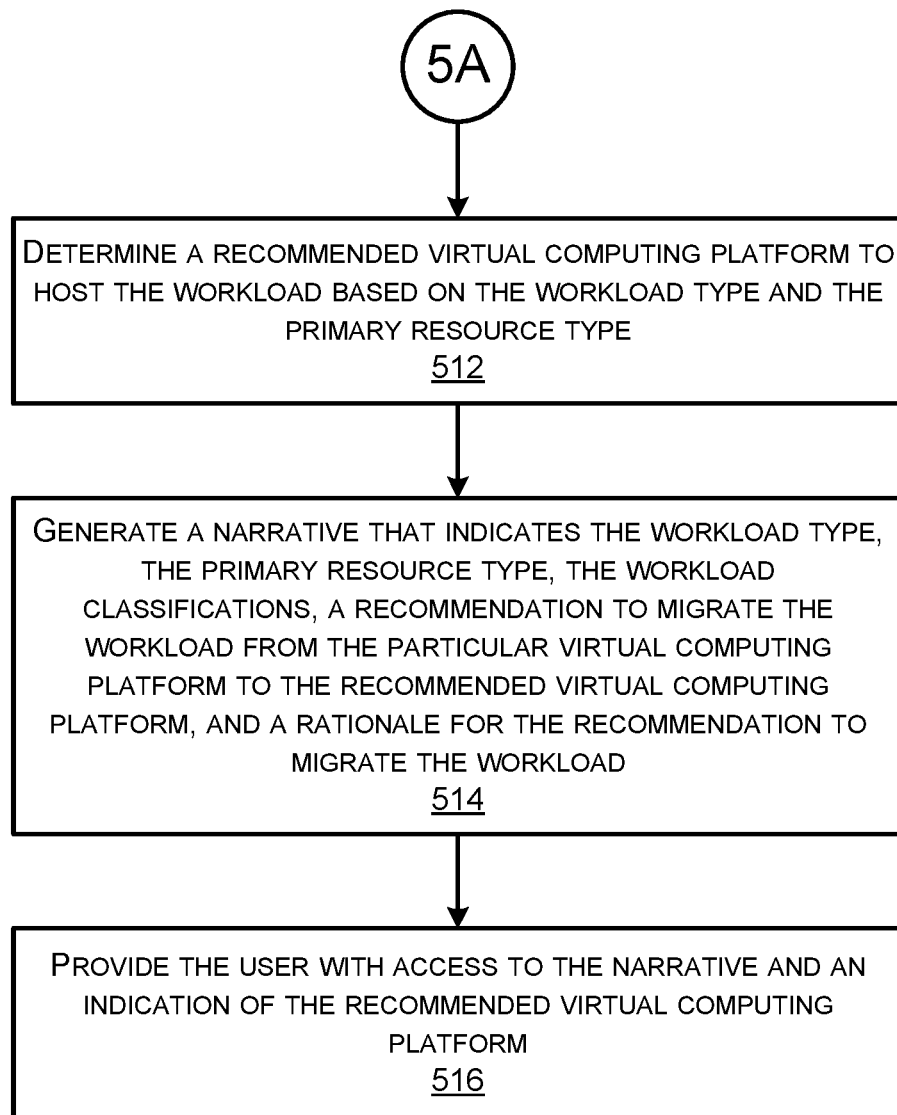 5A
DETERMINE A RECOMMENDED VIRTUAL COMPUTING PLATFORM TO
HOST THE WORKLOAD BASED ON THE WORKLOAD TYPE AND THE
PRIMARY RESOURCE TYPE
512
GENERATE A NARRATIVE THAT INDICATES THE WORKLOAD TYPE,
THE PRIMARY RESOURCE TYPE, THE WORKLOAD
CLASSIFICATIONS, A RECOMMENDATION TO MIGRATE THE
WORKLOAD FROM THE PARTICULAR VIRTUAL COMPUTING
PLATFORM TO THE RECOMMENDED VIRTUAL COMPUTING
PLATFORM, AND A RATIONALE FOR THE RECOMMENDATION TO
MIGRATE THE WORKLOAD
514
PROVIDE THE USER WITH ACCESS TO THE NARRATIVE AND AN
INDICATION OF THE RECOMMENDED VIRTUAL COMPUTING
PLATFORM
516